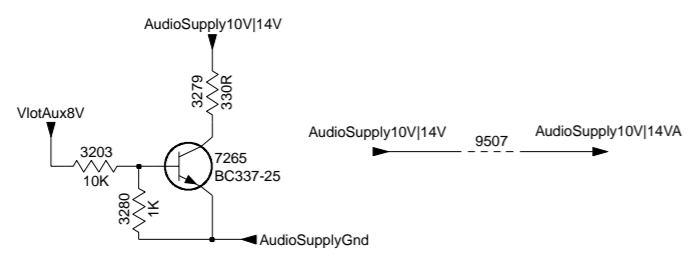 AudioSupply10V|14V
3279
330R
VlotAux8V
3203
10K
7265
BC337-25
3280
1K
AudioSupplyGnd
AudioSupply10V|14V
9507
AudioSupply10V|14VA